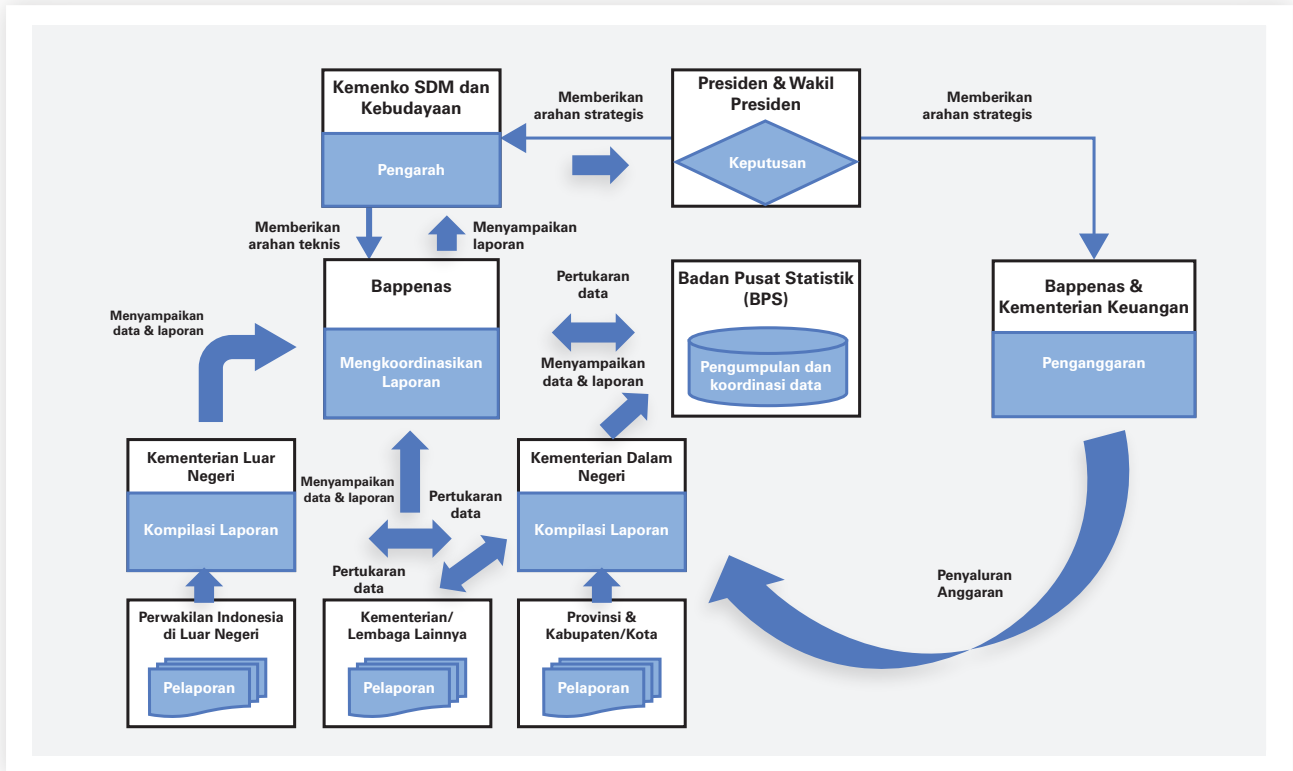 Kemenko SDM dan
Kebudayaan
Pengarah
Memberikan
arahan strategis
Presiden & Wakil
Presiden
Keputusan
Memberikan
arahan strategis
Memberikan
arahan teknis
Menyampaikan
laporan
Bappenas
Mengkoordinasikan
Laporan
Pertukaran
data
Menyampaikan
data & laporan
Badan Pusat Statistik
(BPS)
Pengumpulan dan
koordinasi data
Bappenas &
Kementerian Keuangan
Penganggaran
Menyampaikan
data & laporan
Kementerian Luar
Negeri
Kompilasi Laporan
Menyampaikan
data & laporan
Pertukaran
data
Pertukaran
data
Kementerian Dalam
Negeri
Kompilasi Laporan
Penyaluran
Anggaran
Perwakilan Indonesia
di Luar Negeri
Pelaporan
Kementerian/
Lembaga Lainnya
Pelaporan
Provinsi &
Kabupaten/Kota
Pelaporan